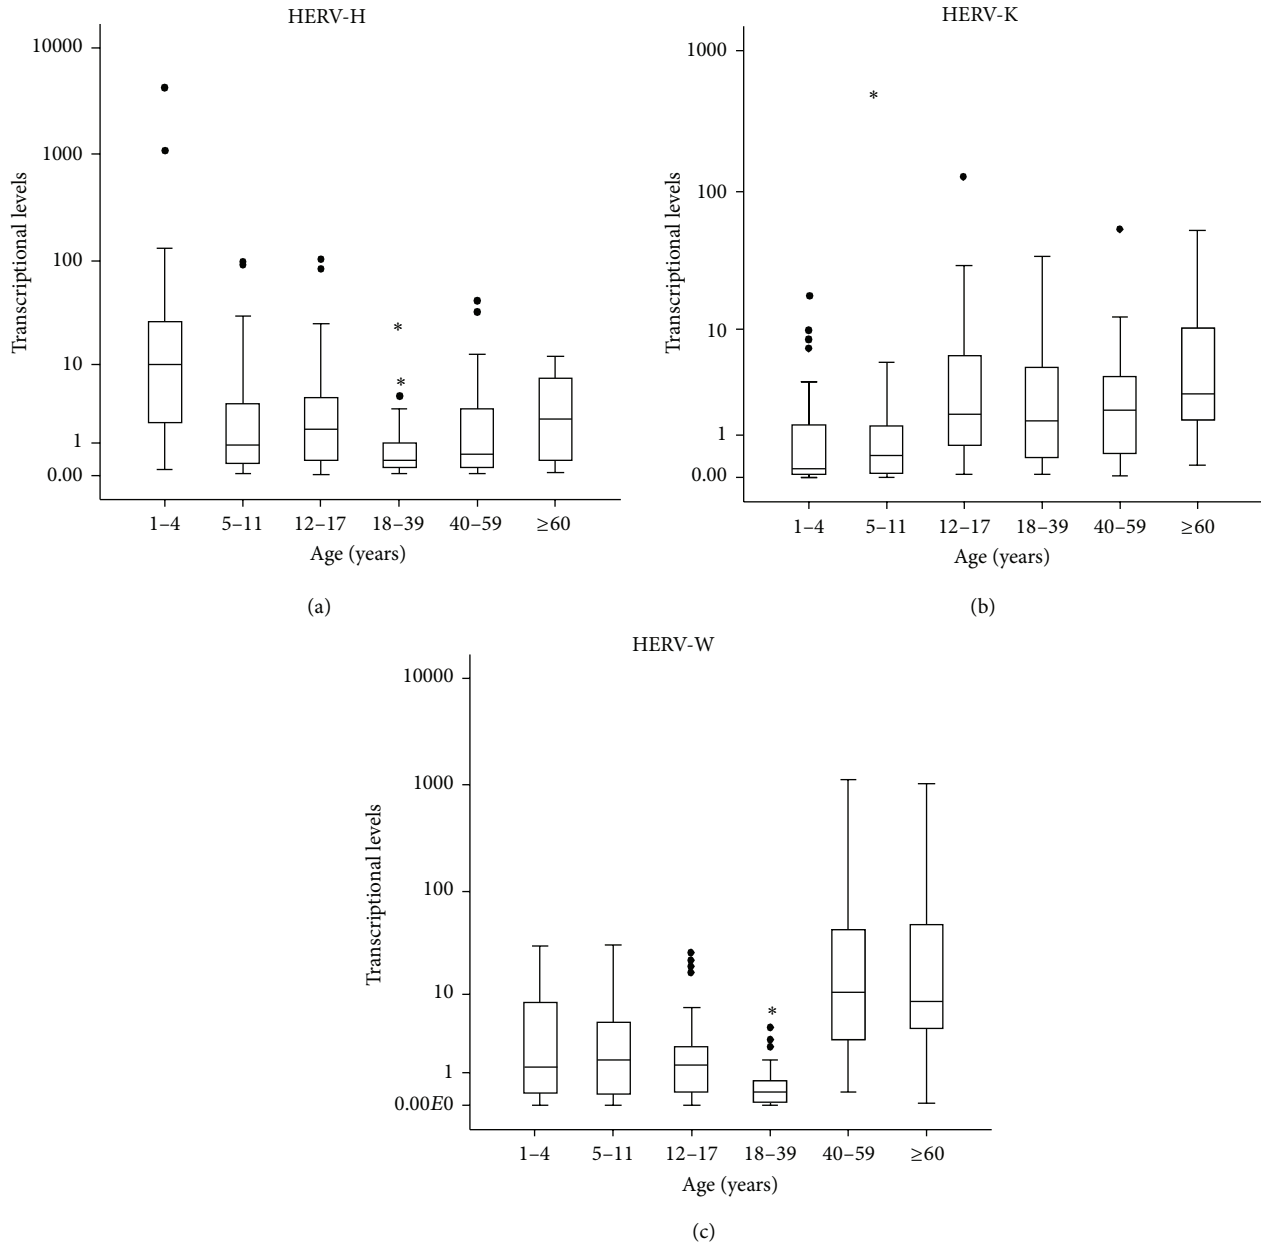 HERV-H
10000
1000
100
10
1
0.00
Transcriptional levels
1–4 5–11 12–17 18–39 40–59 ≥60
Age (years)
(a)
HERV-K
1000
100
10
1
0.00
Transcriptional levels
1–4 5–11 12–17 18–39 40–59 ≥60
Age (years)
(b)
HERV-W
10000
1000
100
10
1
0.00E0
Transcriptional levels
1–4 5–11 12–17 18–39 40–59 ≥60
Age (years)
(c)